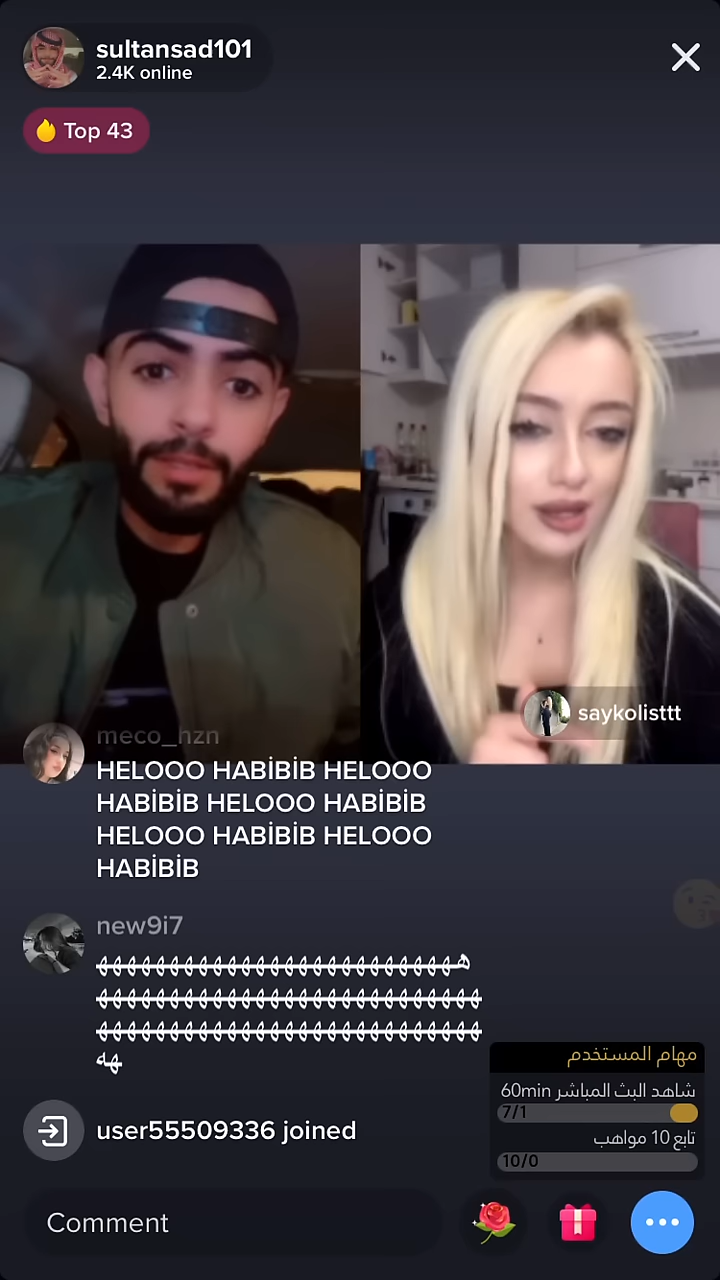 sultansad101
2.4K online
Top 43
saykolisttt
meco_nzn
HELOOO HABİBİB HELOOO
HABİBİB HELOOO HABİBİB
HELOOO HABİBİB HELOOO
HABİBİB
new9i7
هههههههههههههههههههههههههه
ههههههههههههههههههههههههههه
ههههههههههههههههههههههههههه
ههه
user55509336 joined
مهام المستخدم
شاهد البث المباشر 60min
7/1
تابع 10 مواهب
10/0
Comment